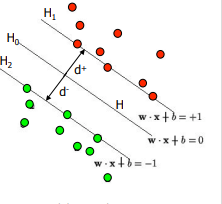 H₁
H₀
H₂
d⁺
d⁻
H
w · x + b = +1
w · x + b = 0
w · x + b = −1